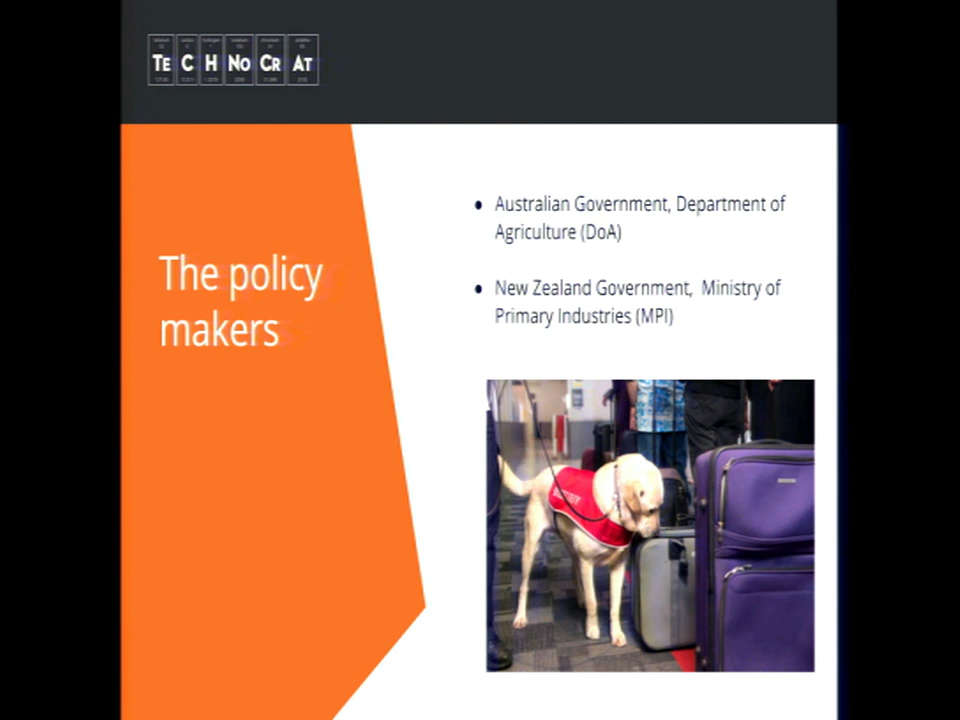 TECHNOCRAT
The policy
makers
• Australian Government, Department of
Agriculture (DoA)
• New Zealand Government, Ministry of
Primary Industries (MPI)